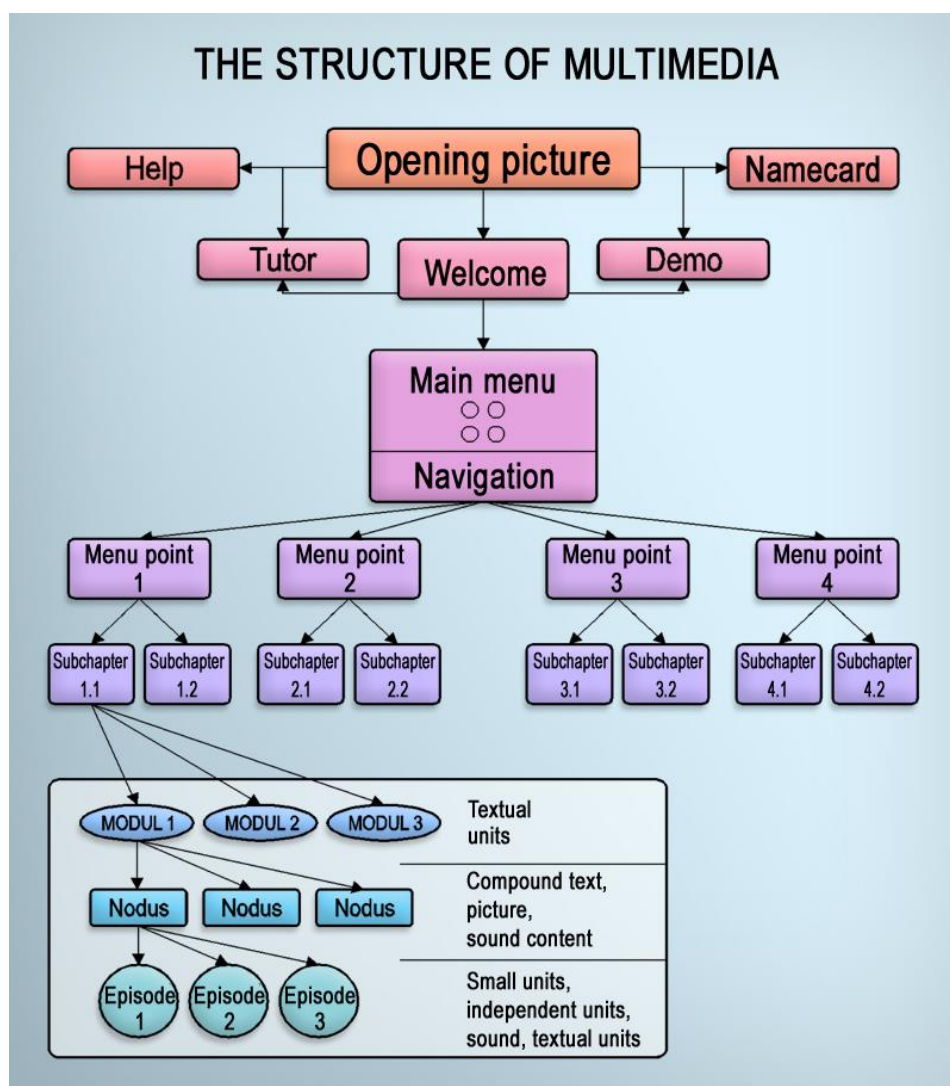 THE STRUCTURE OF MULTIMEDIA
Opening picture
Help
Namecard
Tutor
Welcome
Demo
Main menu
Navigation
Menu point
1
Menu point
2
Menu point
3
Menu point
4
Subchapter
1.1
Subchapter
1.2
Subchapter
2.1
Subchapter
2.2
Subchapter
3.1
Subchapter
3.2
Subchapter
4.1
Subchapter
4.2
MODUL 1
MODUL 2
MODUL 3
Textual
units
Nodus
Nodus
Nodus
Compound text,
picture,
sound content
Episode
1
Episode
2
Episode
3
Small units,
independent units,
sound, textual units